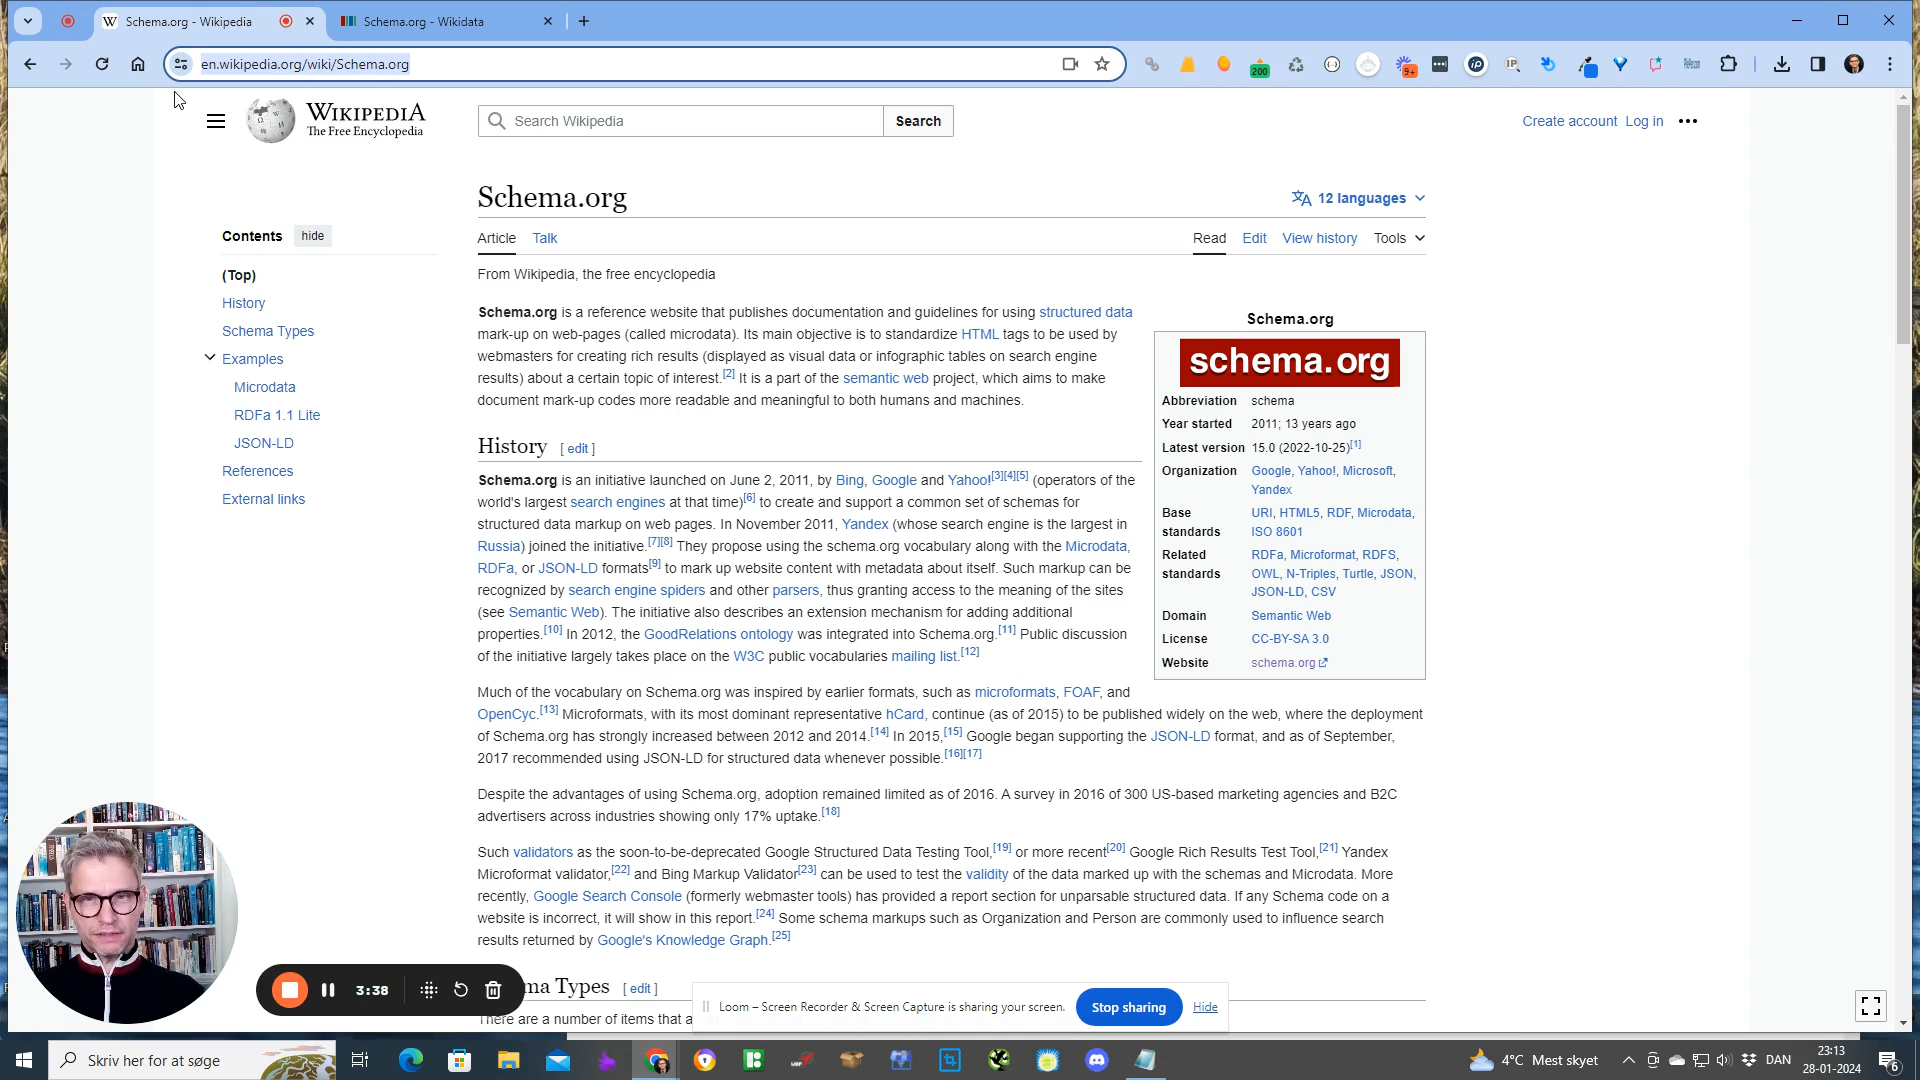 Schema.org - Wikipedia
Schema.org - Wikidata
en.wikipedia.org/wiki/Schema.org
200
9+
WIKIPEDIA
The Free Encyclopedia
Search Wikipedia
Search
Create account
Log in
Schema.org
12 languages
Article
Talk
Read
Edit
View history
Tools
Contents
hide
(Top)
History
Schema Types
Examples
Microdata
RDFa 1.1 Lite
JSON-LD
References
External links
From Wikipedia, the free encyclopedia
Schema.org is a reference website that publishes documentation and guidelines for using structured data
mark-up on web-pages (called microdata). Its main objective is to standardize HTML tags to be used by
webmasters for creating rich results (displayed as visual data or infographic tables on search engine
results) about a certain topic of interest.[2] It is a part of the semantic web project, which aims to make
document mark-up codes more readable and meaningful to both humans and machines.
Schema.org
schema.org
Abbreviation schema
Year started 2011; 13 years ago
Latest version 15.0 (2022-10-25)[1]
Organization Google, Yahoo!, Microsoft,
Yandex
Base URI, HTML5, RDF, Microdata,
standards ISO 8601
Related RDFa, Microformat, RDFS,
standards OWL, N-Triples, Turtle, JSON,
JSON-LD, CSV
Domain Semantic Web
License CC-BY-SA 3.0
Website schema.org
History [ edit ]
Schema.org is an initiative launched on June 2, 2011, by Bing, Google and Yahoo![3][4][5] (operators of the
world's largest search engines at that time)[6] to create and support a common set of schemas for
structured data markup on web pages. In November 2011, Yandex (whose search engine is the largest in
Russia) joined the initiative.[7][8] They propose using the schema.org vocabulary along with the Microdata,
RDFa, or JSON-LD formats[9] to mark up website content with metadata about itself. Such markup can be
recognized by search engine spiders and other parsers, thus granting access to the meaning of the sites
(see Semantic Web). The initiative also describes an extension mechanism for adding additional
properties.[10] In 2012, the GoodRelations ontology was integrated into Schema.org.[11] Public discussion
of the initiative largely takes place on the W3C public vocabularies mailing list.[12]
Much of the vocabulary on Schema.org was inspired by earlier formats, such as microformats, FOAF, and
OpenCyc.[13] Microformats, with its most dominant representative hCard, continue (as of 2015) to be published widely on the web, where the deployment
of Schema.org has strongly increased between 2012 and 2014.[14] In 2015,[15] Google began supporting the JSON-LD format, and as of September,
2017 recommended using JSON-LD for structured data whenever possible.[16][17]
Despite the advantages of using Schema.org, adoption remained limited as of 2016. A survey in 2016 of 300 US-based marketing agencies and B2C
advertisers across industries showing only 17% uptake.[18]
Such validators as the soon-to-be-deprecated Google Structured Data Testing Tool,[19] or more recent[20] Google Rich Results Test Tool,[21] Yandex
Microformat validator,[22] and Bing Markup Validator[23] can be used to test the validity of the data marked up with the schemas and Microdata. More
recently, Google Search Console (formerly webmaster tools) has provided a report section for unparsable structured data. If any Schema code on a
website is incorrect, it will show in this report.[24] Some schema markups such as Organization and Person are commonly used to influence search
results returned by Google's Knowledge Graph.[25]
ma Types [ edit ]
There are a number of items that a
3:38
Loom – Screen Recorder & Screen Capture is sharing your screen.
Stop sharing
Hide
Skriv her for at søge
4°C Mest skyet
DAN
23:13
28-01-2024
6